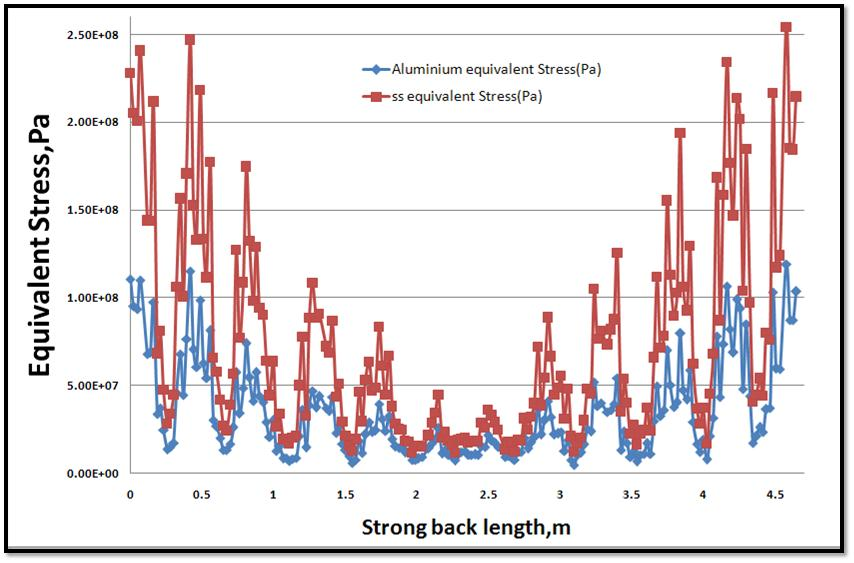 Equivalent Stress,Pa
2.50E+08
2.00E+08
1.50E+08
1.00E+08
5.00E+07
0.00E+00
Aluminium equivalent Stress(Pa)
ss equivalent Stress(Pa)
0 0.5 1 1.5 2 2.5 3 3.5 4 4.5
Strong back length,m